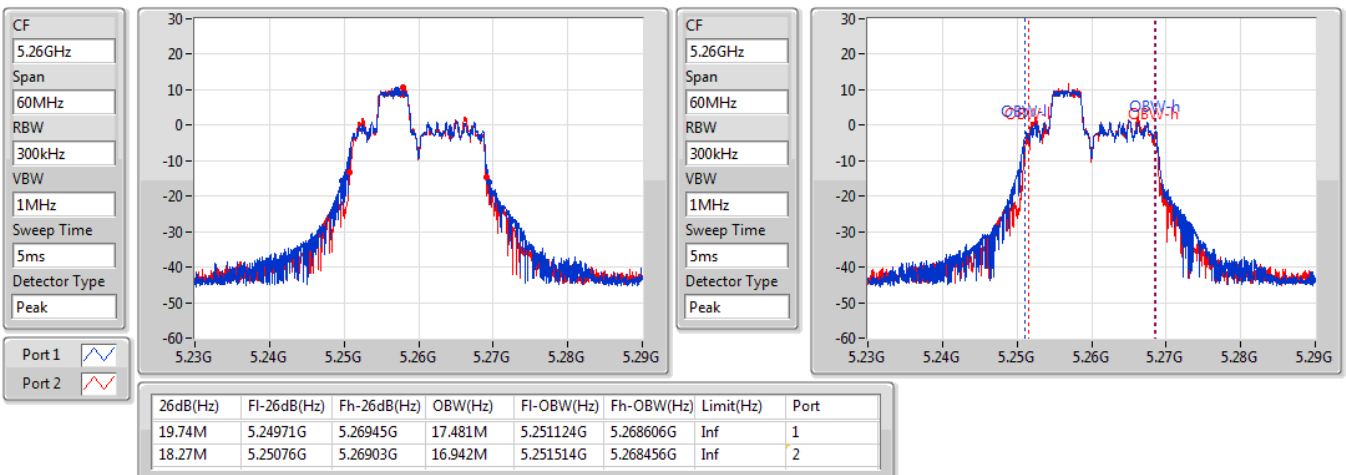 CF
5.26GHz
Span
60MHz
RBW
300kHz
VBW
1MHz
Sweep Time
5ms
Detector Type
Peak
Port 1
Port 2
30
20
10
0
-10
-20
-30
-40
-50
-60
5.23G 5.24G 5.25G 5.26G 5.27G 5.28G 5.29G
CF
5.26GHz
Span
60MHz
RBW
300kHz
VBW
1MHz
Sweep Time
5ms
Detector Type
Peak
30
20
10
0
-10
-20
-30
-40
-50
-60
OBW-l OBW-h
OBW-l OBW-h
5.23G 5.24G 5.25G 5.26G 5.27G 5.28G 5.29G
26dB(Hz) Fl-26dB(Hz) Fh-26dB(Hz) OBW(Hz) Fl-OBW(Hz) Fh-OBW(Hz) Limit(Hz) Port
19.74M 5.24971G 5.26945G 17.481M 5.251124G 5.268606G Inf 1
18.27M 5.25076G 5.26903G 16.942M 5.251514G 5.268456G Inf 2